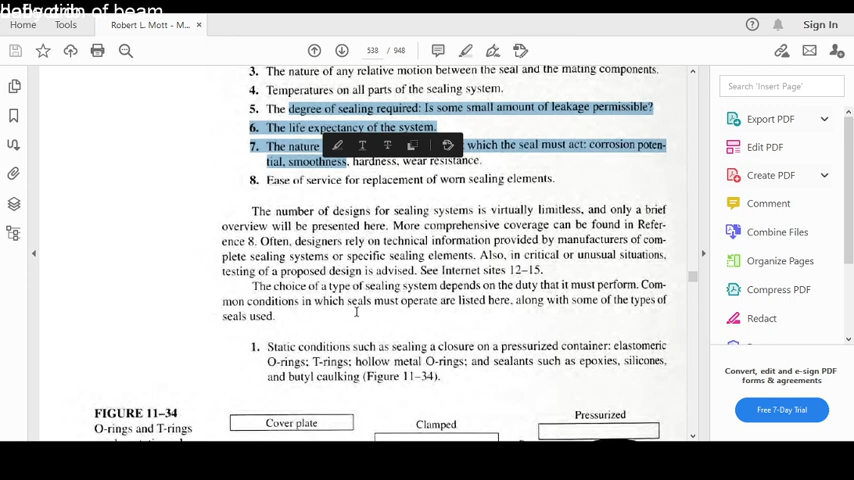 deflection of beam
Home
Tools
Robert L. Mott - M...
Sign In
538 / 948
3. The nature of any relative motion between the seal and the mating components.
4. Temperatures on all parts of the sealing system.
5. The degree of sealing required: Is some small amount of leakage permissible?
6. The life expectancy of the system.
7. The nature which the seal must act: corrosion poten-
tial, smoothness, hardness, wear resistance.
8. Ease of service for replacement of worn sealing elements.
The number of designs for sealing systems is virtually limitless, and only a brief
overview will be presented here. More comprehensive coverage can be found in Refer-
ence 8. Often, designers rely on technical information provided by manufacturers of com-
plete sealing systems or specific sealing elements. Also, in critical or unusual situations,
testing of a proposed design is advised. See Internet sites 12–15.
The choice of a type of sealing system depends on the duty that it must perform. Com-
mon conditions in which seals must operate are listed here, along with some of the types of
seals used.
1. Static conditions such as sealing a closure on a pressurized container: elastomeric
O-rings; T-rings; hollow metal O-rings; and sealants such as epoxies, silicones,
and butyl caulking (Figure 11–34).
FIGURE 11–34
O-rings and T-rings
Cover plate
Clamped
Pressurized
Search 'Insert Page'
Export PDF
Edit PDF
Create PDF
Comment
Combine Files
Organize Pages
Compress PDF
Redact
Convert, edit and e-sign PDF
forms & agreements
Free 7-Day Trial